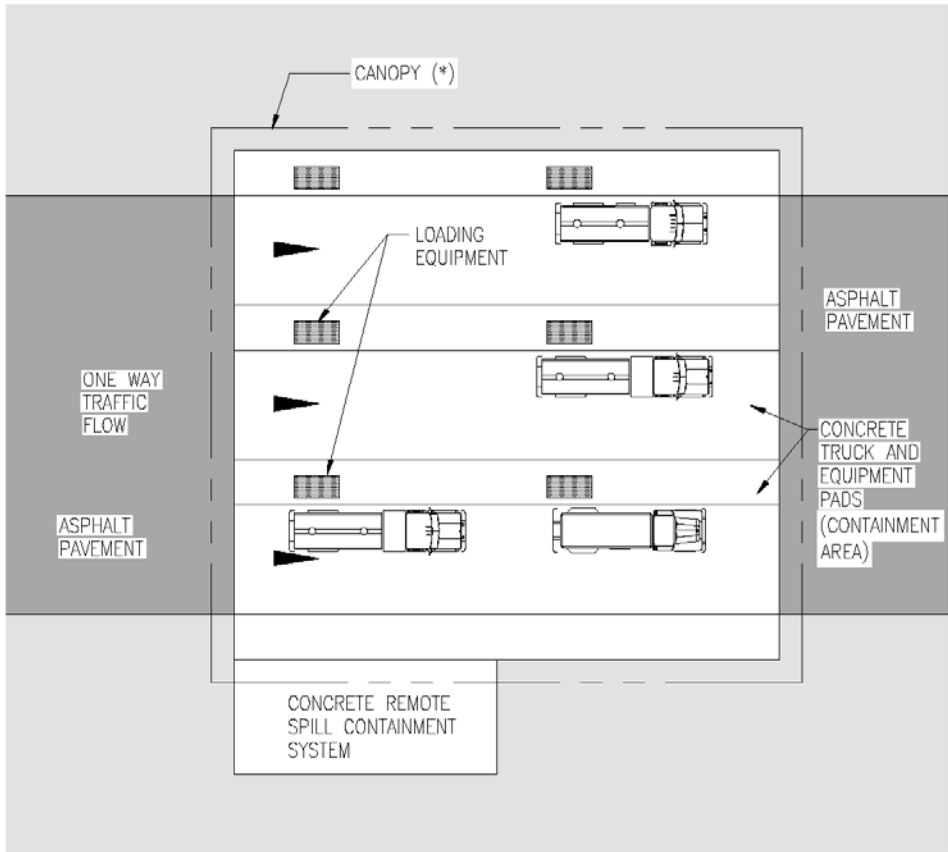 CANOPY (*)
LOADING
EQUIPMENT
ASPHALT
PAVEMENT
ONE WAY
TRAFFIC
FLOW
CONCRETE
TRUCK AND
EQUIPMENT
PADS
(CONTAINMENT
AREA)
ASPHALT
PAVEMENT
CONCRETE REMOTE
SPILL CONTAINMENT
SYSTEM